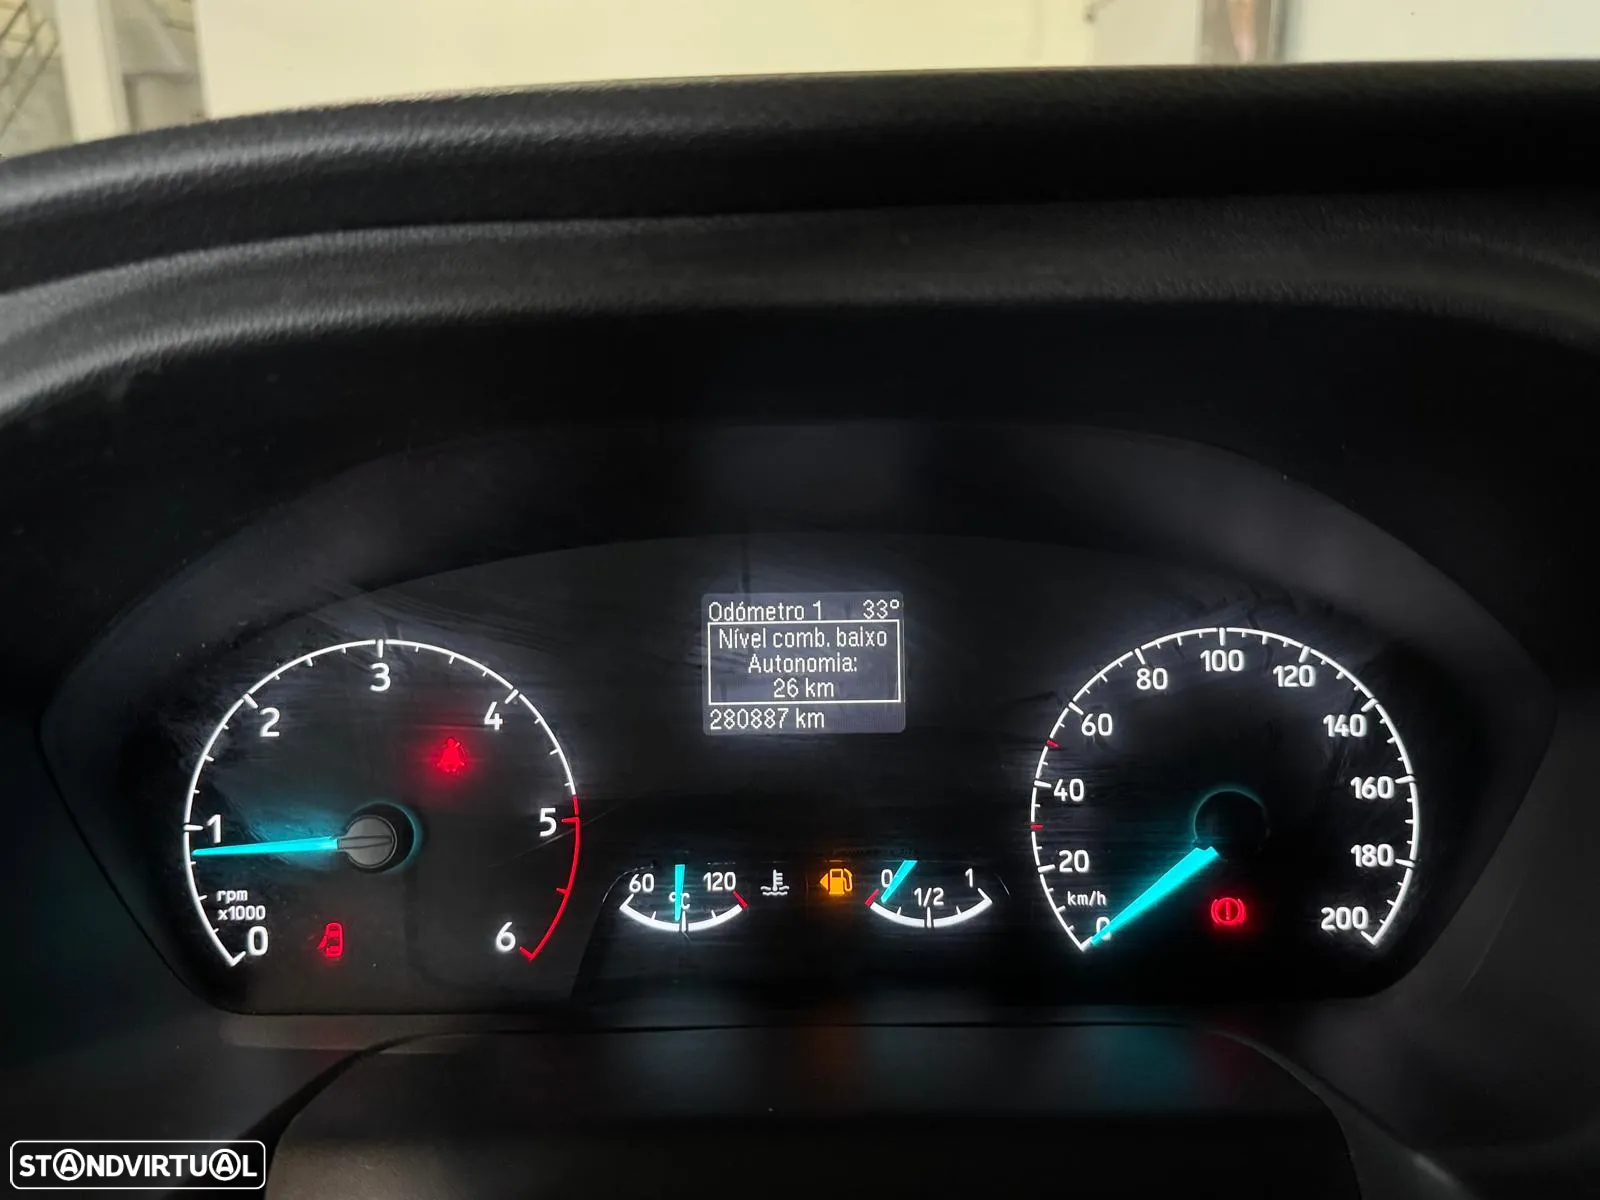 Odómetro 1 33°
Nível comb. baixo
Autonomia:
26 km
280887 km
0 1 2 3 4 5 6
rpm
x1000
60 120
°C
0 1/2 1
0 20 40 60 80 100 120 140 160 180 200
km/h
STANDVIRTUAL